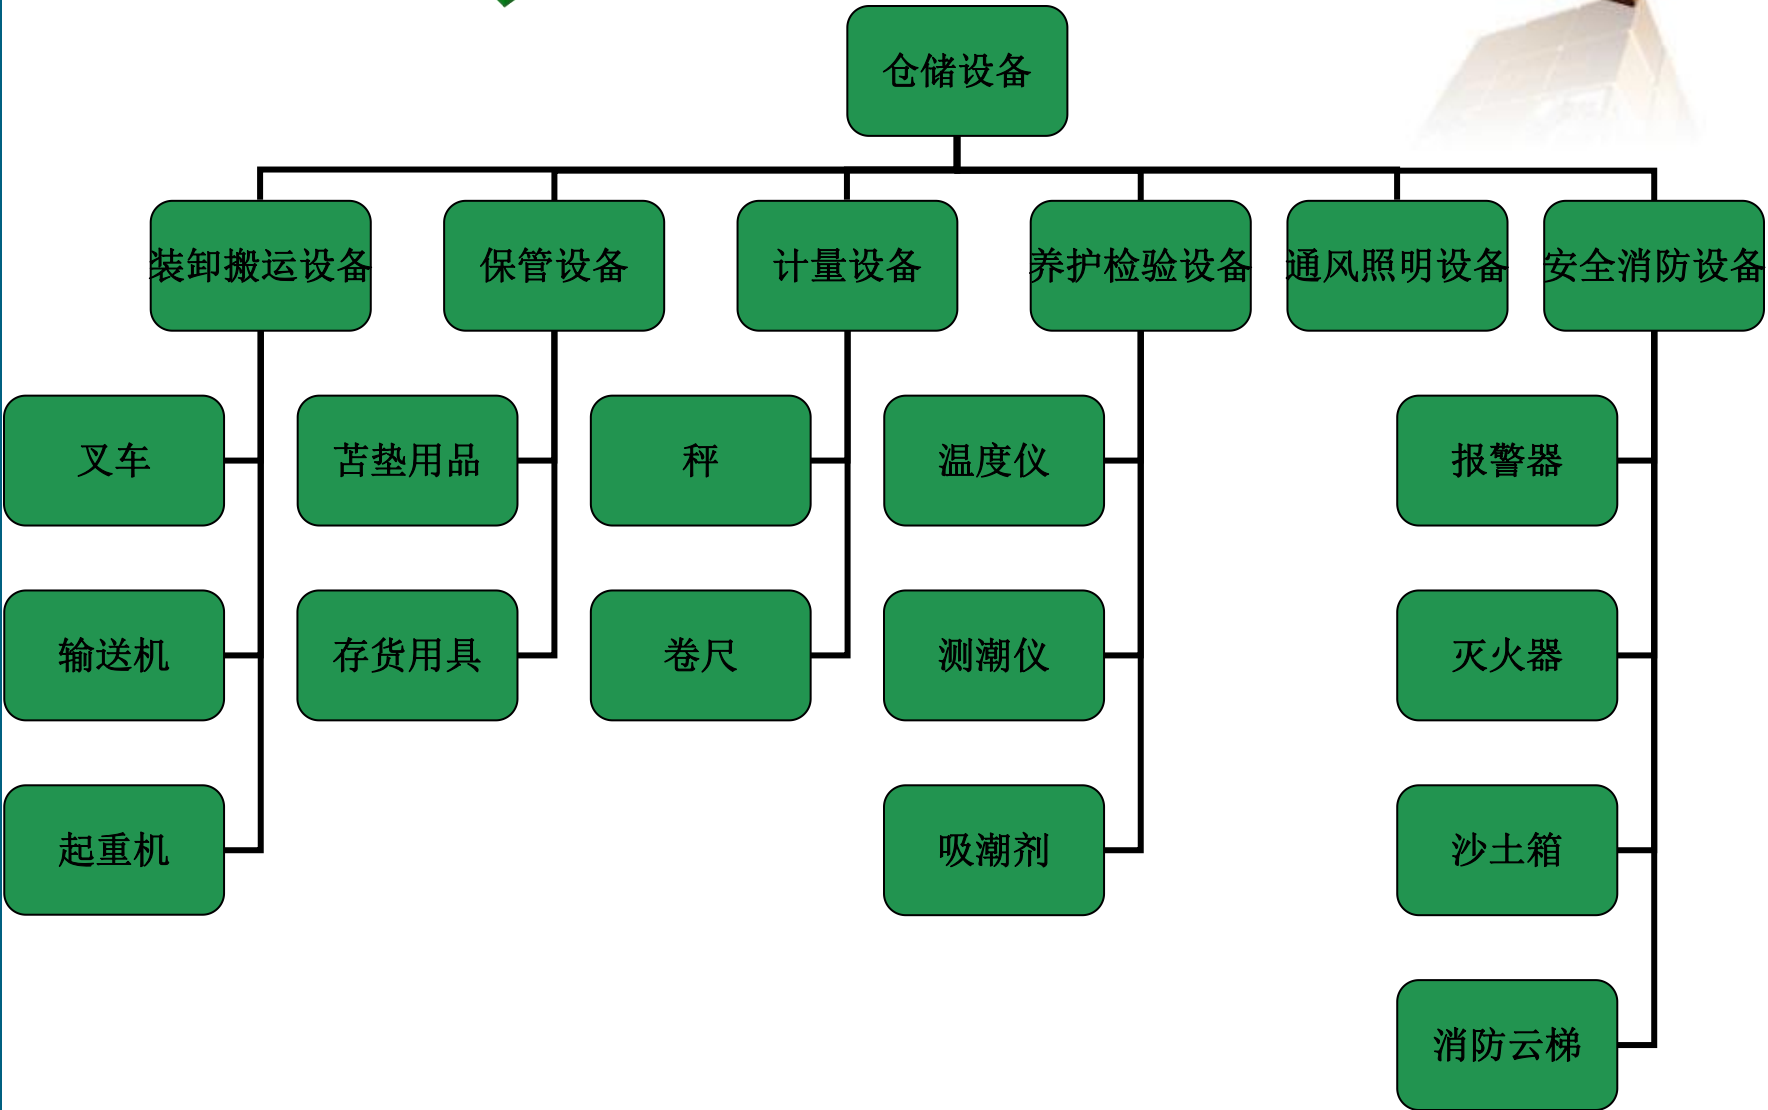 仓储设备
装卸搬运设备
保管设备
计量设备
养护检验设备
通风照明设备
安全消防设备
叉车
苫垫用品
秤
温度仪
报警器
输送机
存货用具
卷尺
测潮仪
灭火器
起重机
吸潮剂
沙土箱
消防云梯